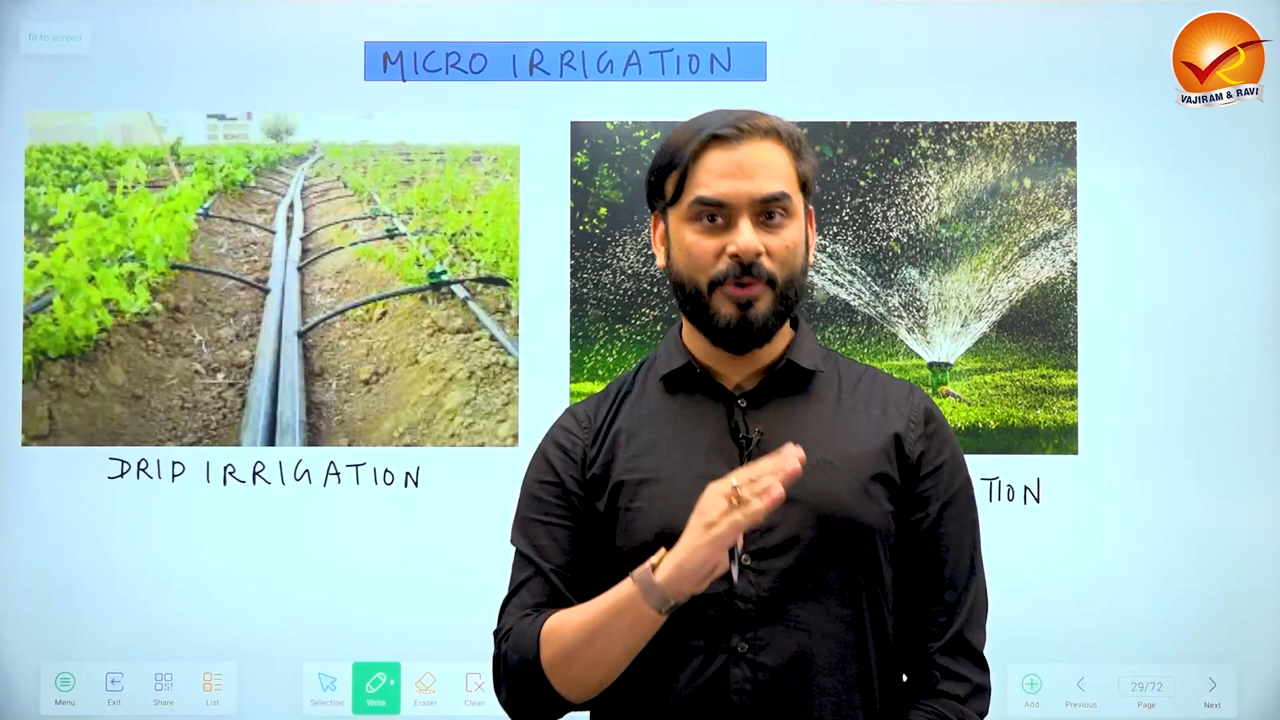 fit to screen
MICRO IRRIGATION
VAJIRAM & RAVI
DRIP IRRIGATION
TION
Menu
Exit
Share
List
Selection
Write
Eraser
Clean
Add
Previous
29/72
Page
Next